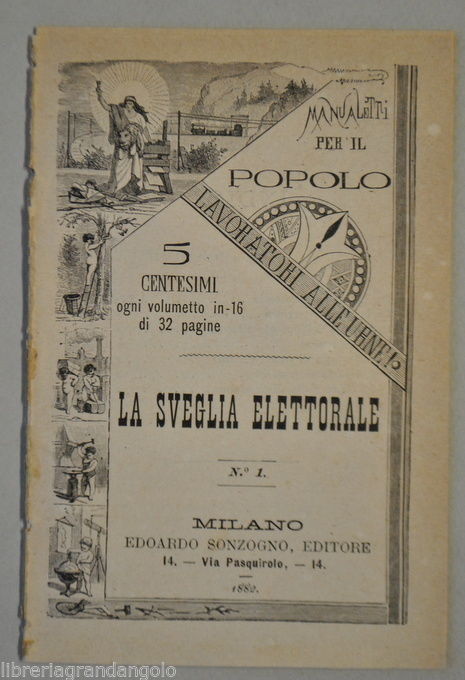 MANUALETTI
PER IL
POPOLO
LAVORATORI ALLE URNE!
5
CENTESIMI
ogni volumetto in-16
di 32 pagine
LA SVEGLIA ELETTORALE
N.º 1.
MILANO
EDOARDO SONZOGNO, EDITORE
14. — Via Pasquirolo, — 14.
1882.
libreriagrandangolo